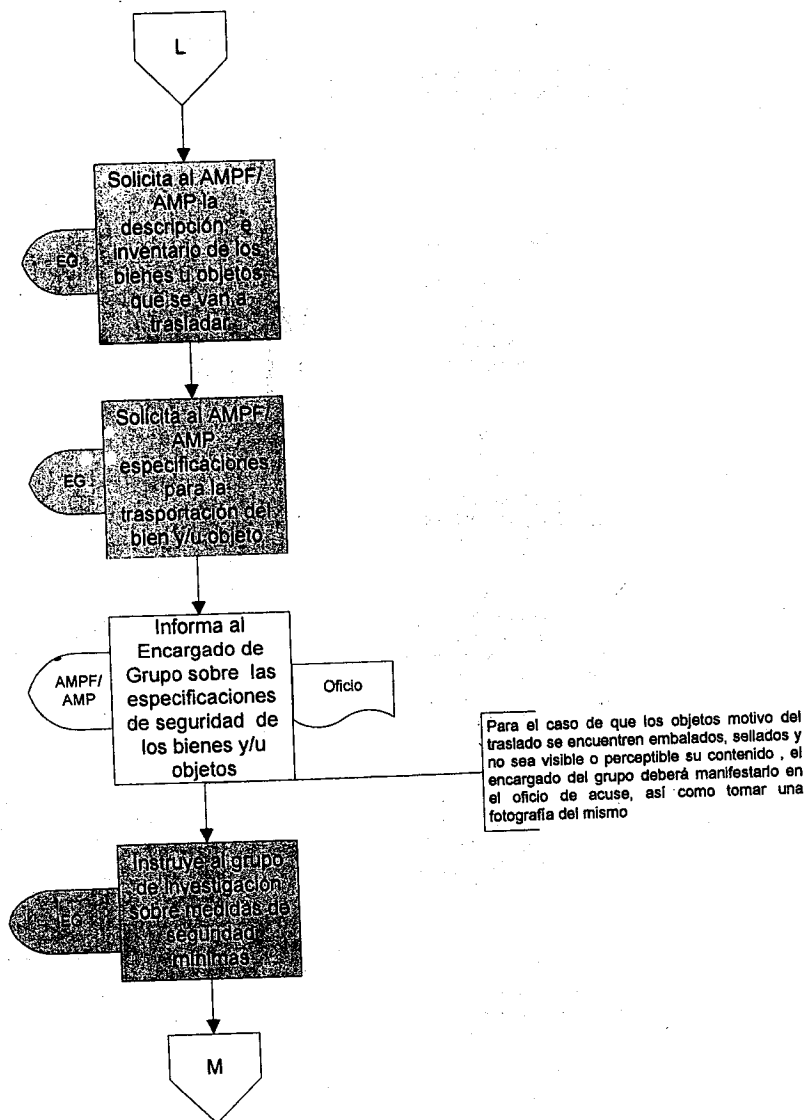 L
Solicita al AMPF/
AMP la
descripción e
inventario de los
bienes u objetos
que se van a
trasladar
EG
Solicita al AMPF/
AMP
especificaciones
para la
trasportación del
bien y/u objeto
EG
Informa al
Encargado de
Grupo sobre las
especificaciones
de seguridad de
los bienes y/u
objetos
AMPF/
AMP
Oficio
Para el caso de que los objetos motivo del
traslado se encuentren embalados, sellados y
no sea visible o perceptible su contenido , el
encargado del grupo deberá manifestarlo en
el oficio de acuse, así como tomar una
fotografía del mismo
Instruye al grupo
de Investigación
sobre medidas de
seguridad
mínimas
EG
M